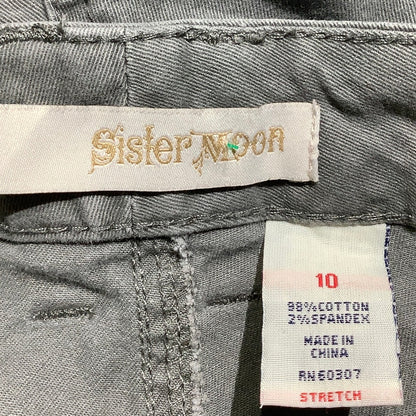 Sister Moon
10
98% COTTON
2% SPANDEX
MADE IN
CHINA
RN 60307
STRETCH